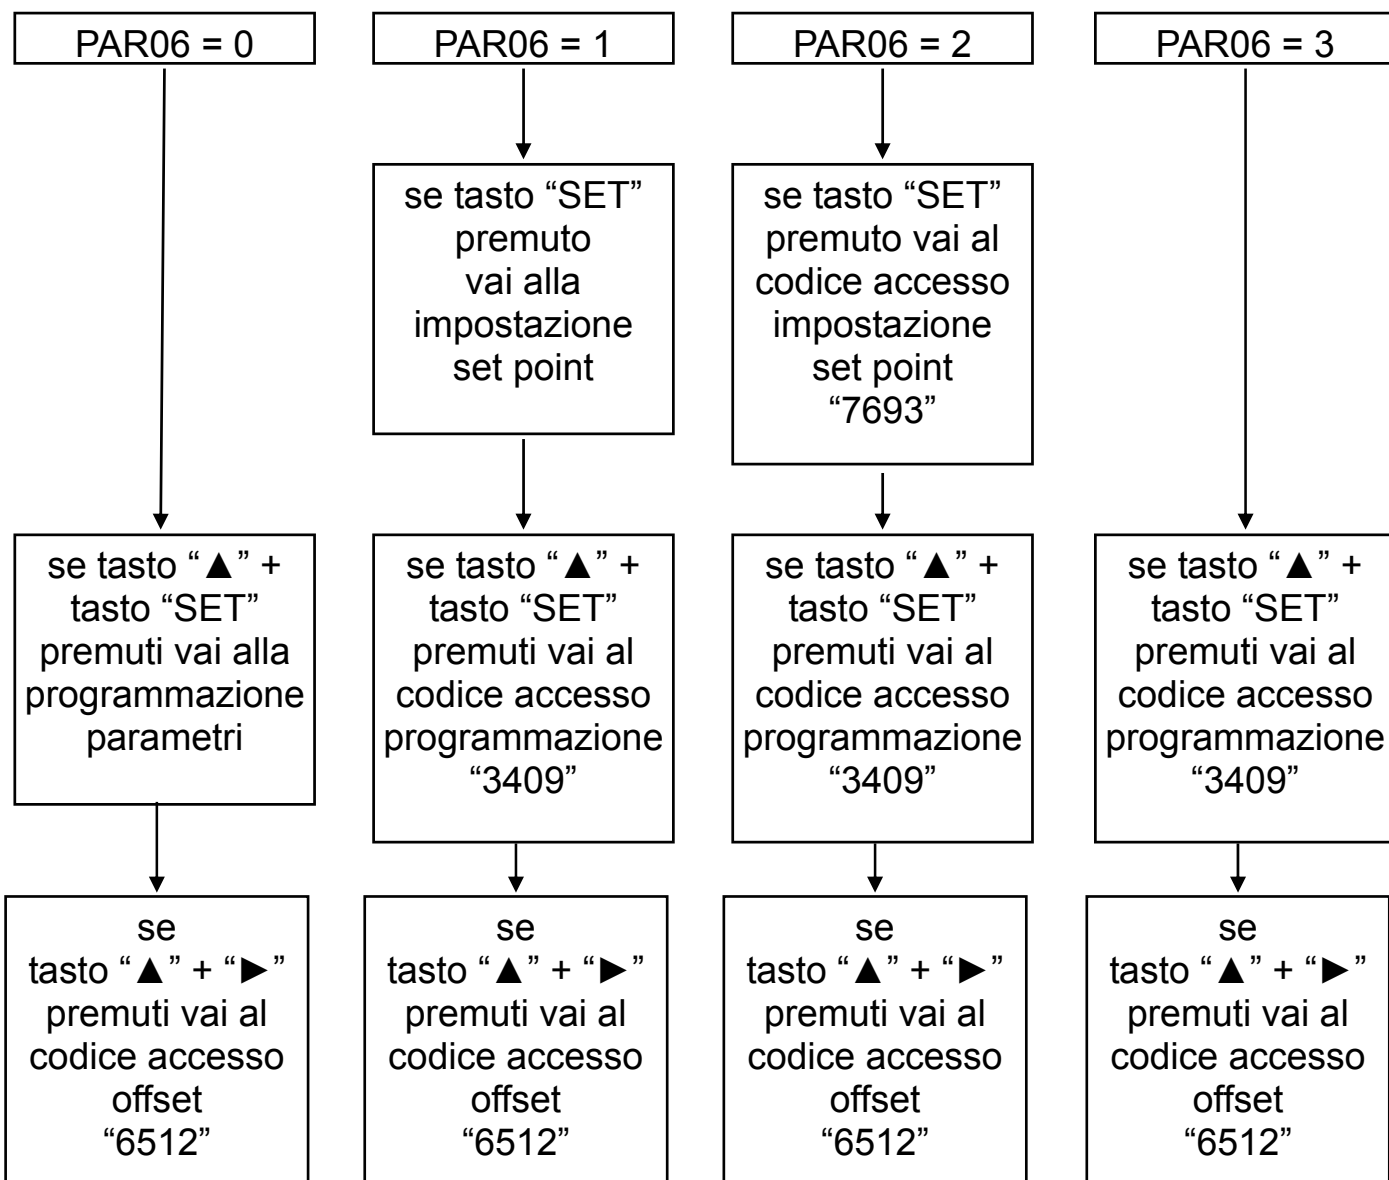 PAR06 = 0
PAR06 = 1
PAR06 = 2
PAR06 = 3
se tasto “SET”
premuto
vai alla
impostazione
set point
se tasto “SET”
premuto vai al
codice accesso
impostazione
set point
“7693”
se tasto “▲” +
tasto “SET”
premuti vai alla
programmazione
parametri
se tasto “▲” +
tasto “SET”
premuti vai al
codice accesso
programmazione
“3409”
se tasto “▲” +
tasto “SET”
premuti vai al
codice accesso
programmazione
“3409”
se tasto “▲” +
tasto “SET”
premuti vai al
codice accesso
programmazione
“3409”
se
tasto “▲” + “►”
premuti vai al
codice accesso
offset
“6512”
se
tasto “▲” + “►”
premuti vai al
codice accesso
offset
“6512”
se
tasto “▲” + “►”
premuti vai al
codice accesso
offset
“6512”
se
tasto “▲” + “►”
premuti vai al
codice accesso
offset
“6512”